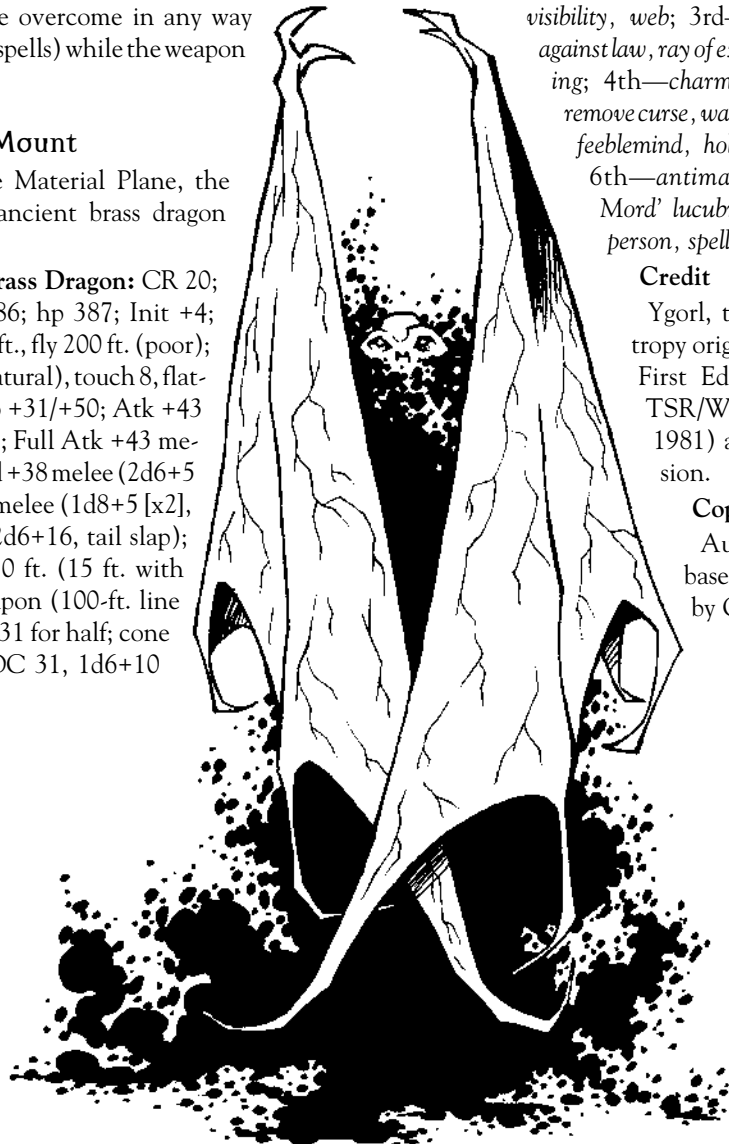 e overcome in any way
spells) while the weapon
Mount
e Material Plane, the
ancient brass dragon
rass Dragon: CR 20;
86; hp 387; Init +4;
ft., fly 200 ft. (poor);
atural), touch 8, flat-
+31/+50; Atk +43
; Full Atk +43 me-
l +38 melee (2d6+5
melee (1d8+5 [x2],
2d6+16, tail slap);
0 ft. (15 ft. with
pon (100-ft. line
31 for half; cone
DC 31, 1d6+10
visibility, web; 3rd-
against law, ray of e
ing; 4th—charm
remove curse, wa
feeblemind, hol
6th—antima
Mord' lucubr
person, spell
Credit
Ygorl, t
tropy orig
First Ed
TSR/W
1981) a
sion.
Cop
Au
base
by